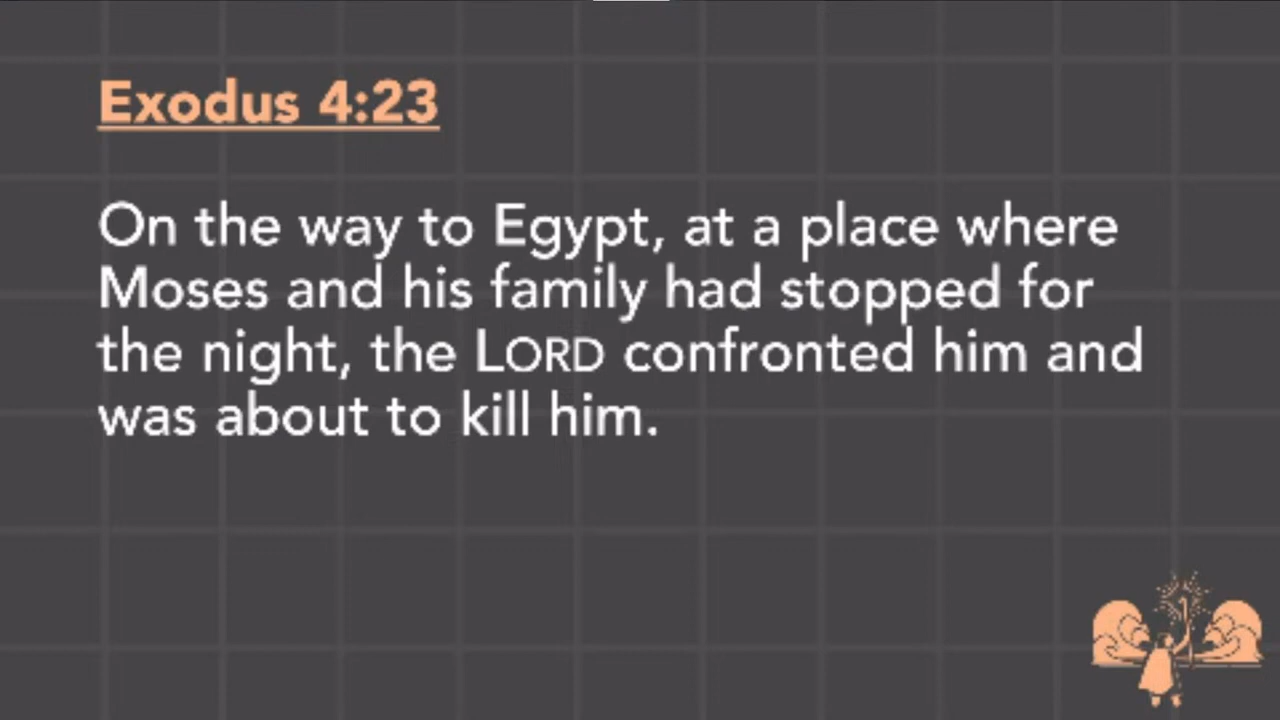 Exodus 4:23
On the way to Egypt, at a place where
Moses and his family had stopped for
the night, the LORD confronted him and
was about to kill him.